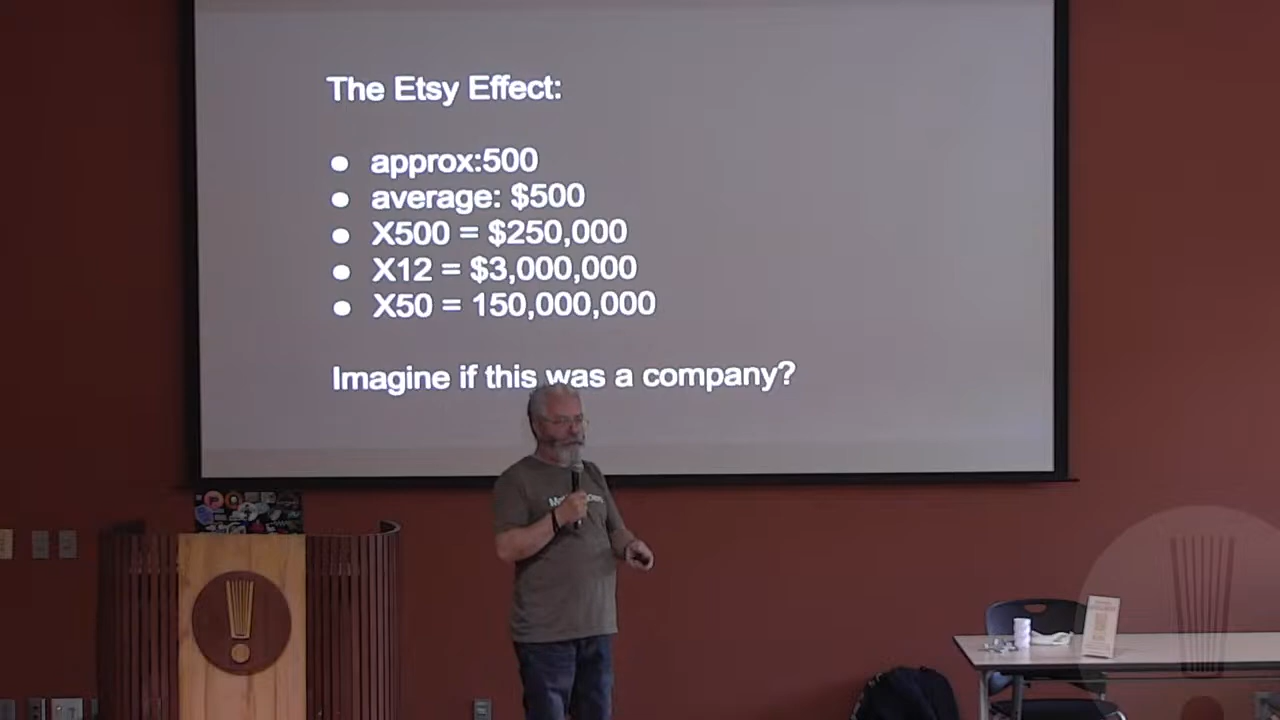 The Etsy Effect:
● approx:500
● average: $500
● X500 = $250,000
● X12 = $3,000,000
● X50 = 150,000,000
Imagine if this was a company?